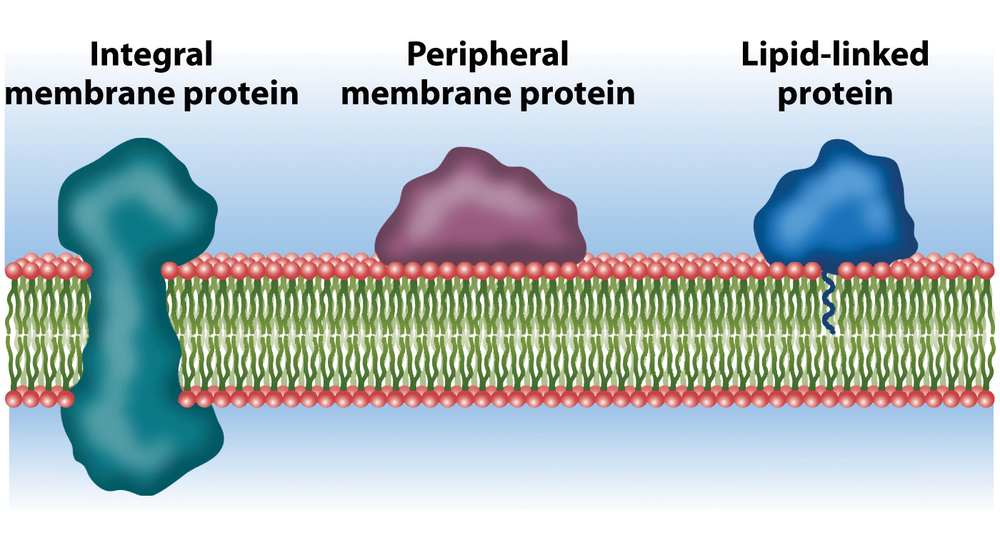 Integral
membrane protein
Peripheral
membrane protein
Lipid-linked
protein